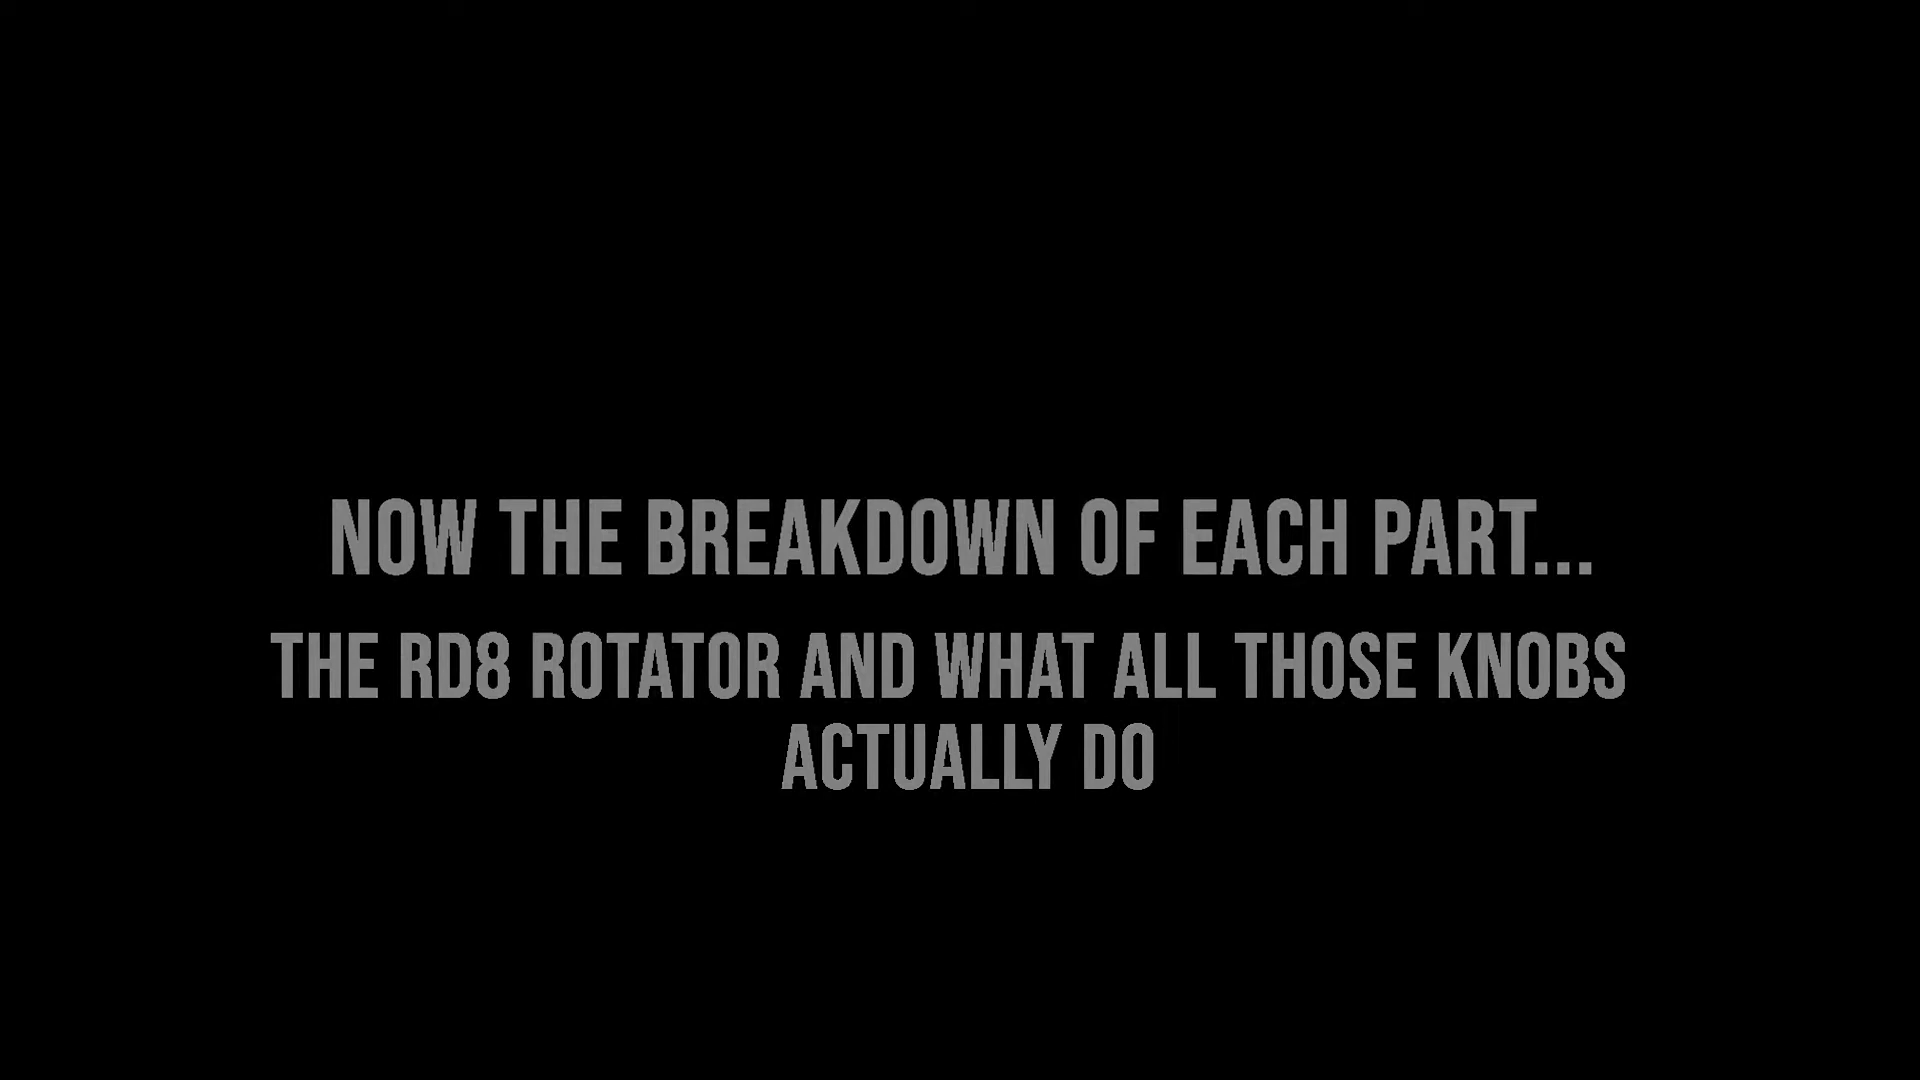 NOW THE BREAKDOWN OF EACH PART...
THE RD8 ROTATOR AND WHAT ALL THOSE KNOBS
ACTUALLY DO